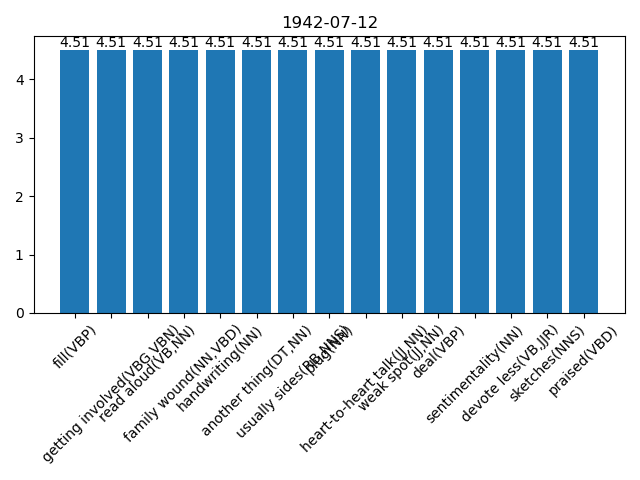 1942-07-12
4.51 4.51 4.51 4.51 4.51 4.51 4.51 4.51 4.51 4.51 4.51 4.51 4.51 4.51 4.51
4
3
2
1
0
fill(VBP)
getting involved(VBG,VBN)
read aloud(VB,NN)
family wound(NN,VBD)
handwriting(NN)
another thing(DT,NN)
usually sides(RB,NNS)
plug(NN)
heart-to-heart talk(JJ,NN)
weak spot(JJ,NN)
deal(VBP)
sentimentality(NN)
devote less(VB,JJR)
sketches(NNS)
praised(VBD)